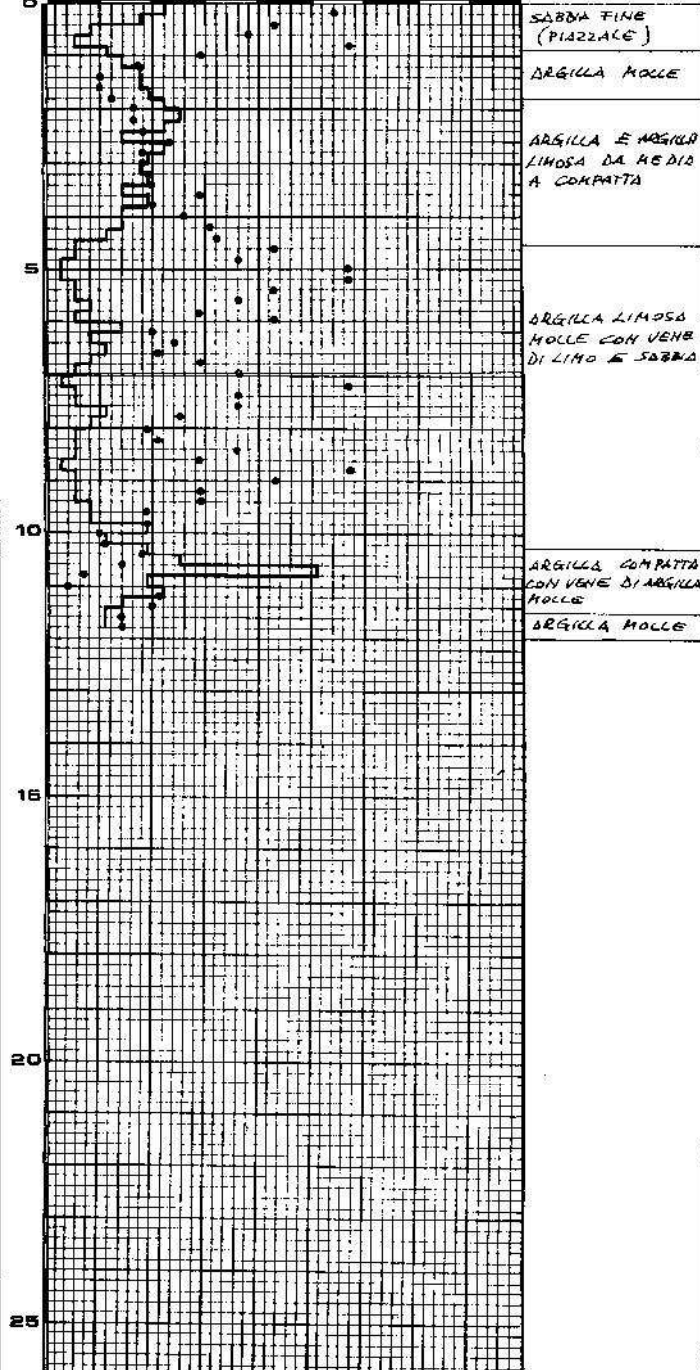 0
SABBIA FINE
(PIAZZALE)
ARGILLA MOLLE
ARGILLA E ARGILLA
LIMOSA DA MEDIA
A COMPATTA
5
ARGILLA LIMOSA
MOLLE CON VENE
DI LIMO E SABBIA
10
ARGILLA COMPATTA
CON VENE DI ARGILLA
MOLLE
ARGILLA MOLLE
15
20
25